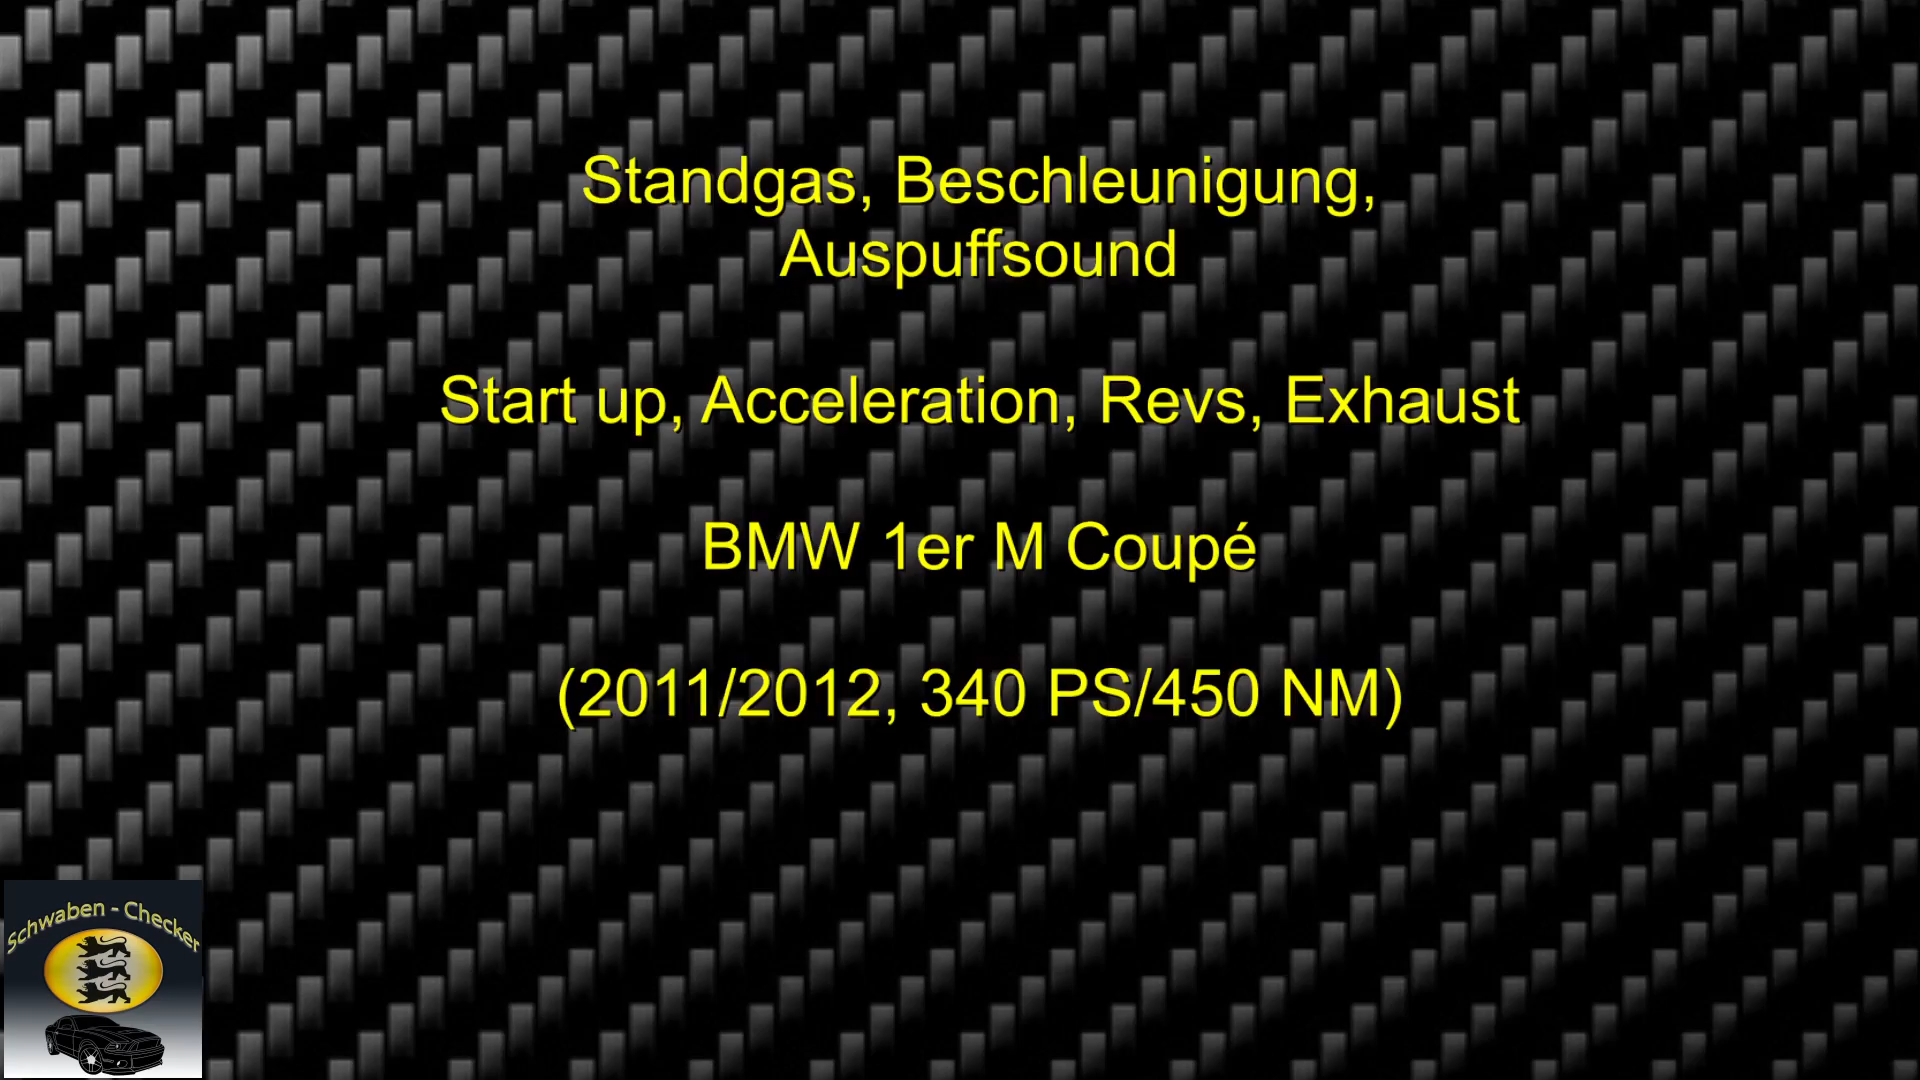 Standgas, Beschleunigung,
Auspuffsound
Start up, Acceleration, Revs, Exhaust
BMW 1er M Coupé
(2011/2012, 340 PS/450 NM)
Schwaben - Checker